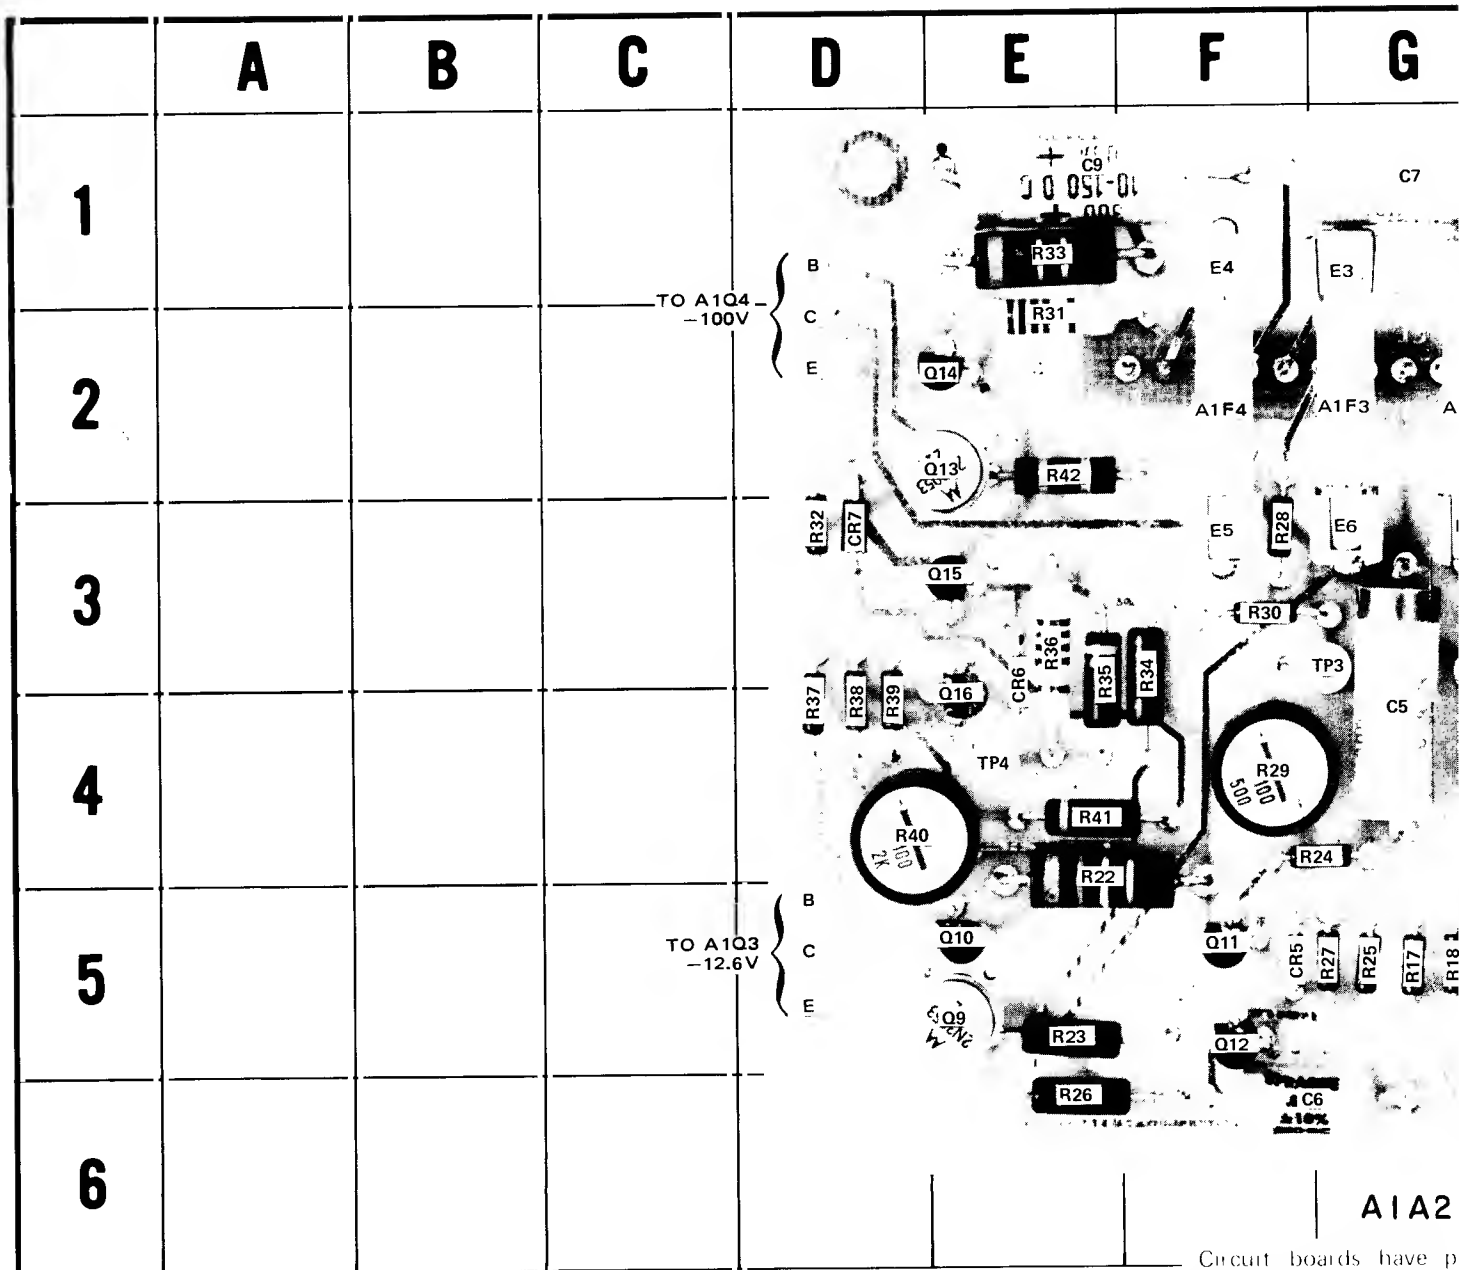 A B C D E F G
1
C9
C7
10-150 D C
300
R33
B
E4
E3
TO A1Q4
-100V
C
R31
E
Q14
2
A1F4
A1F3
A
Q13
R42
R32
CR7
E5
R28
E6
Q15
3
R30
R36
CR6
R35
R34
TP3
R37
R38
R39
Q16
C5
TP4
R29
100
500
4
R41
R40
100
2K
R24
R22
B
TO A1Q3
-12.6V
C
Q10
Q11
CR5
R27
R25
R17
R18
5
E
Q9
R23
Q12
R26
C6
±10%
6
A1A2
Circuit boards have p